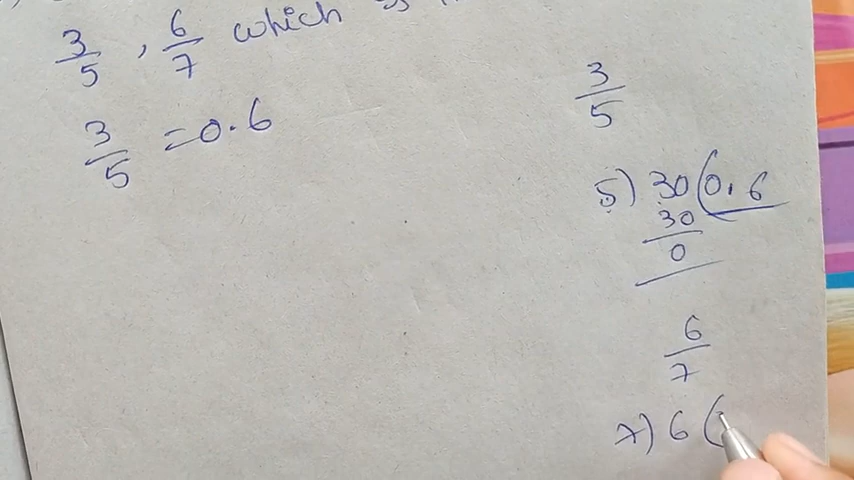 3/5 , 6/7 which is
3/5 = 0.6
3/5
5) 30 (0.6
30
0
6/7
7) 6 (